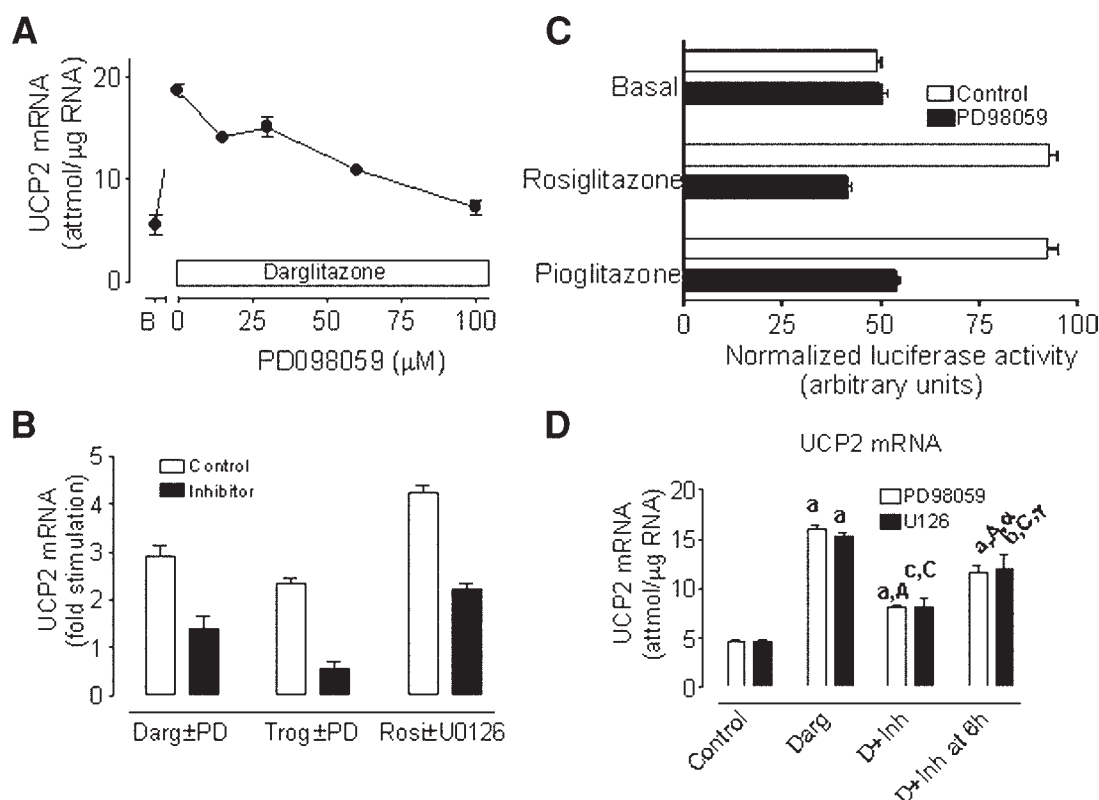 A
UCP2 mRNA
(attmol/µg RNA)
20
10
0
Darglitazone
B 0 25 50 75 100
PD098059 (µM)
C
Basal
Rosiglitazone
Pioglitazone
Control
PD98059
0 25 50 75 100
Normalized luciferase activity
(arbitrary units)
B
UCP2 mRNA
(fold stimulation)
5
4
3
2
1
0
Control
Inhibitor
Darg±PD Trog±PD Rosi±U0126
D
UCP2 mRNA
UCP2 mRNA
(attmol/µg RNA)
20
15
10
5
0
PD98059
U126
a a
a,A
c,C
a,A,α
b,C,γ
Control
Darg
D+Inh
D+Inh at 6h